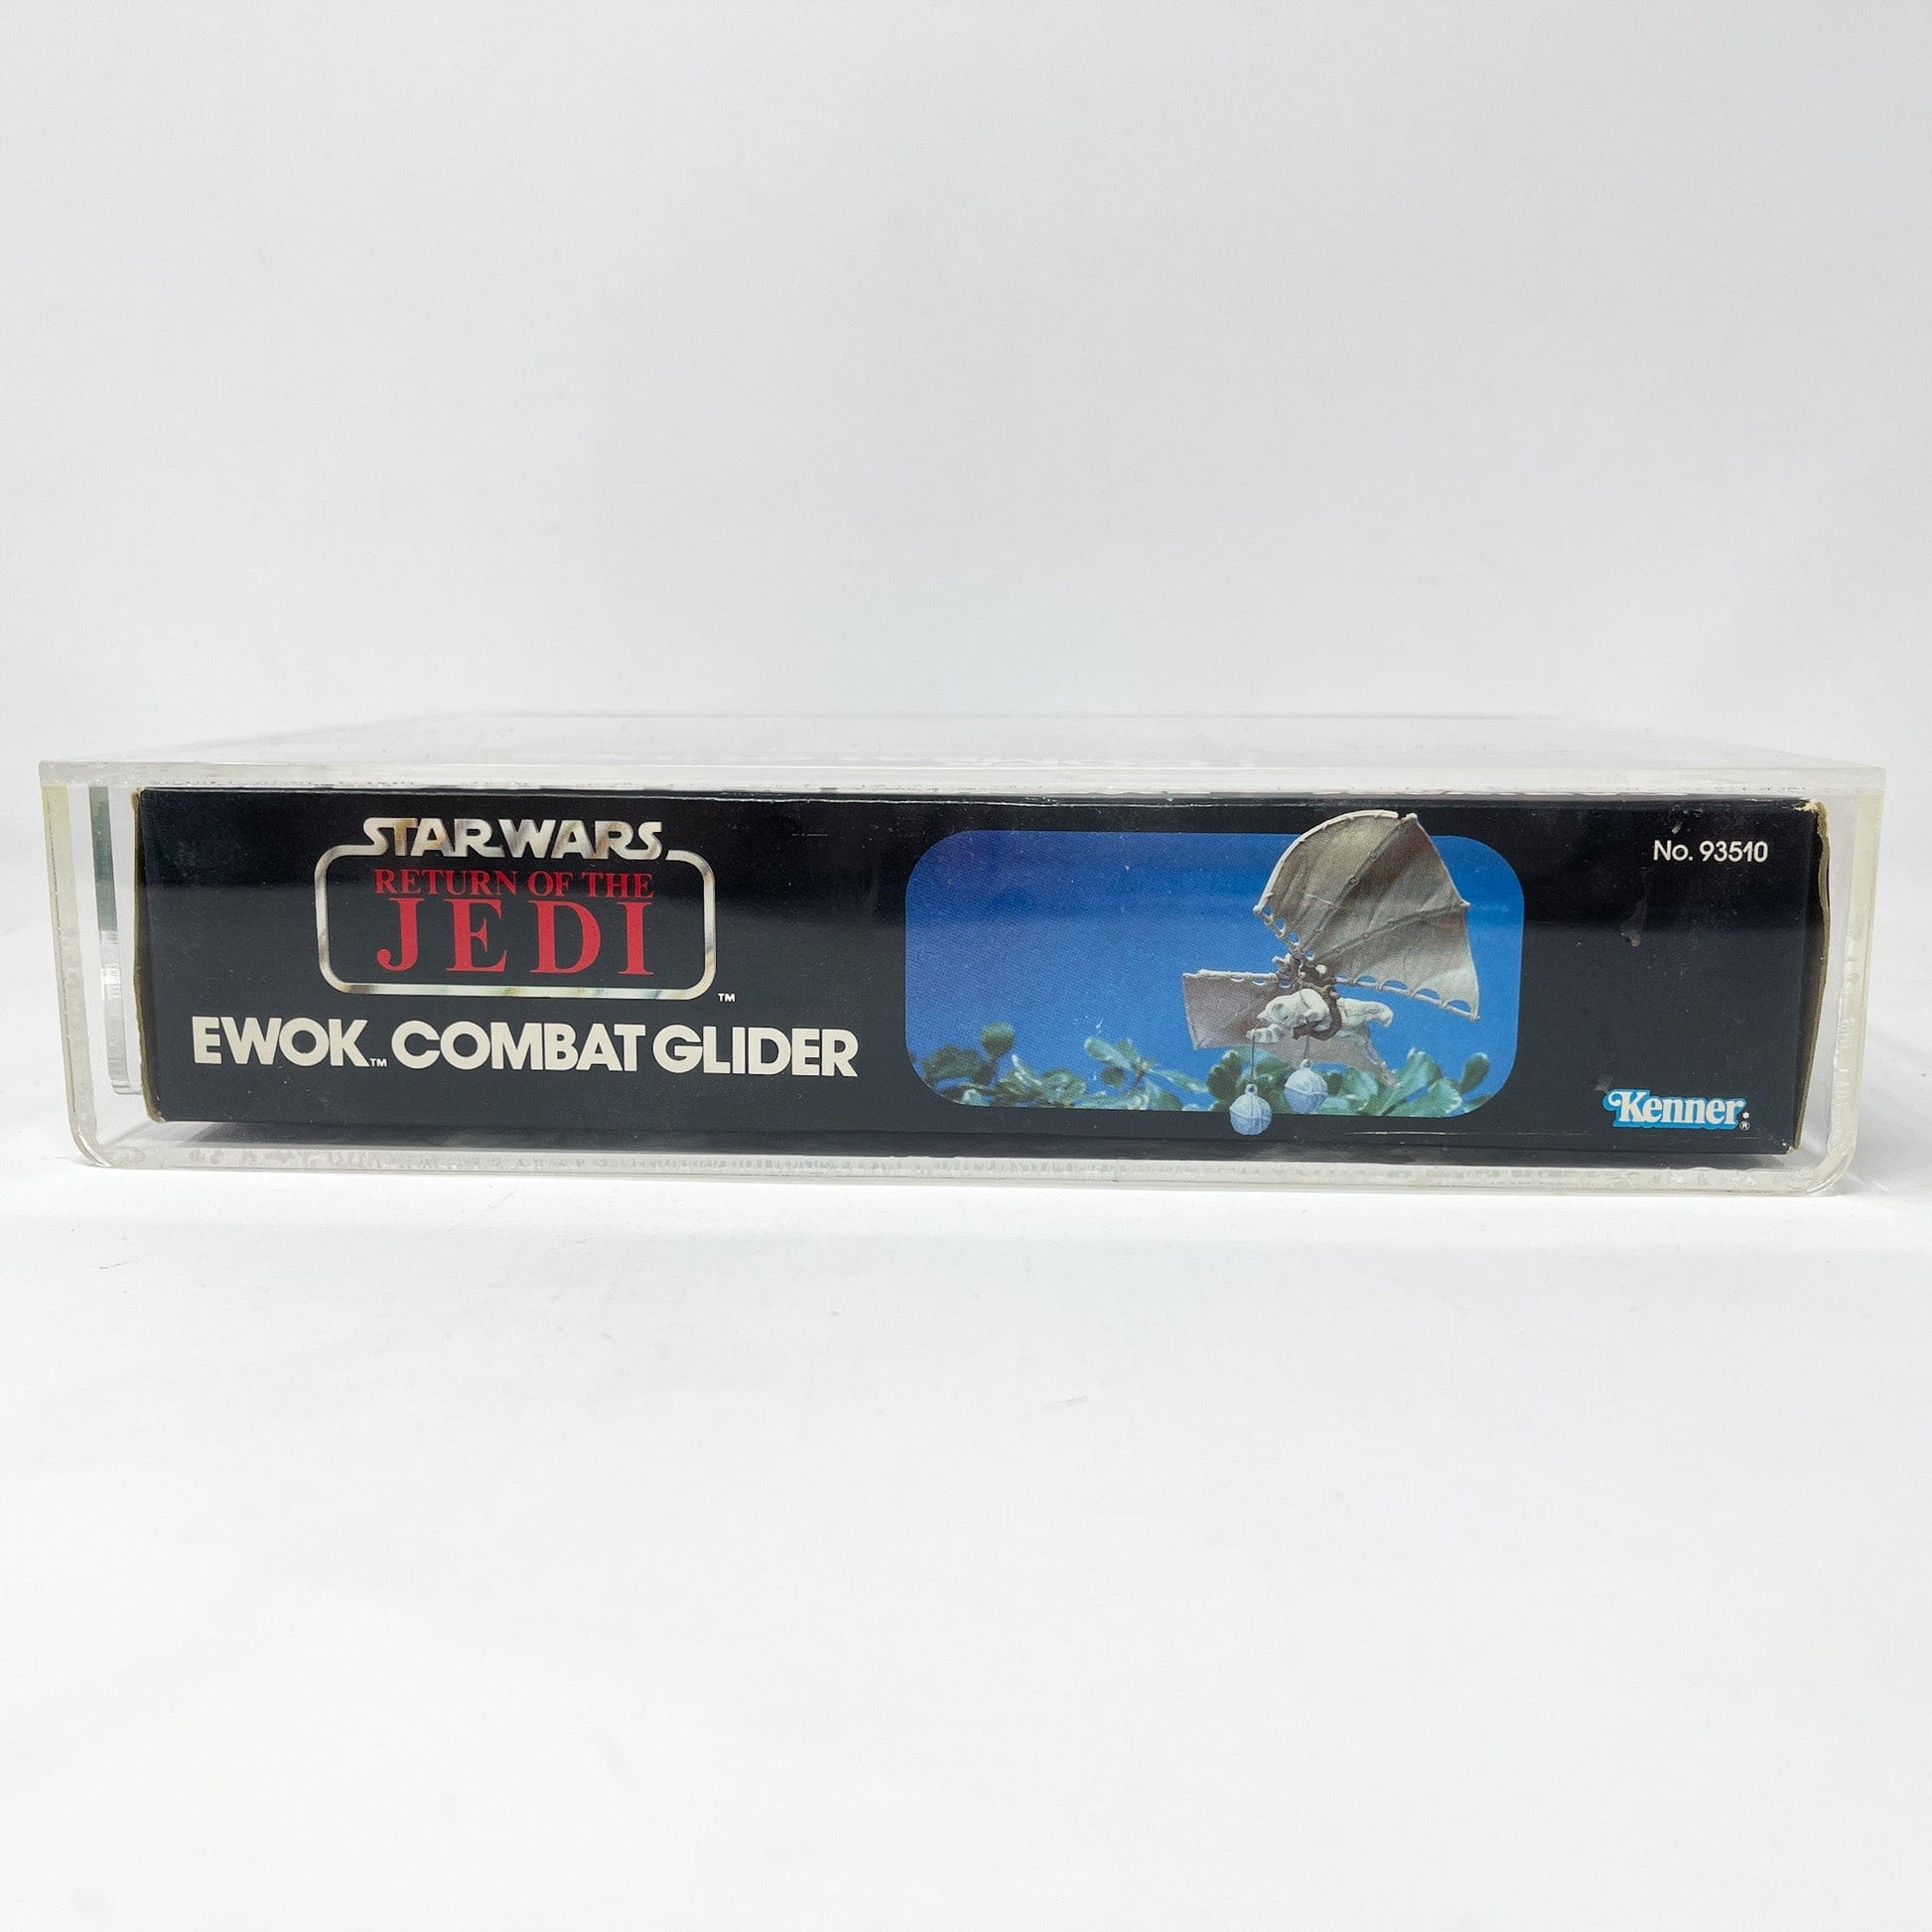 STAR WARS
RETURN OF THE
JEDI
TM
EWOK™ COMBAT GLIDER
No. 93510
Kenner®